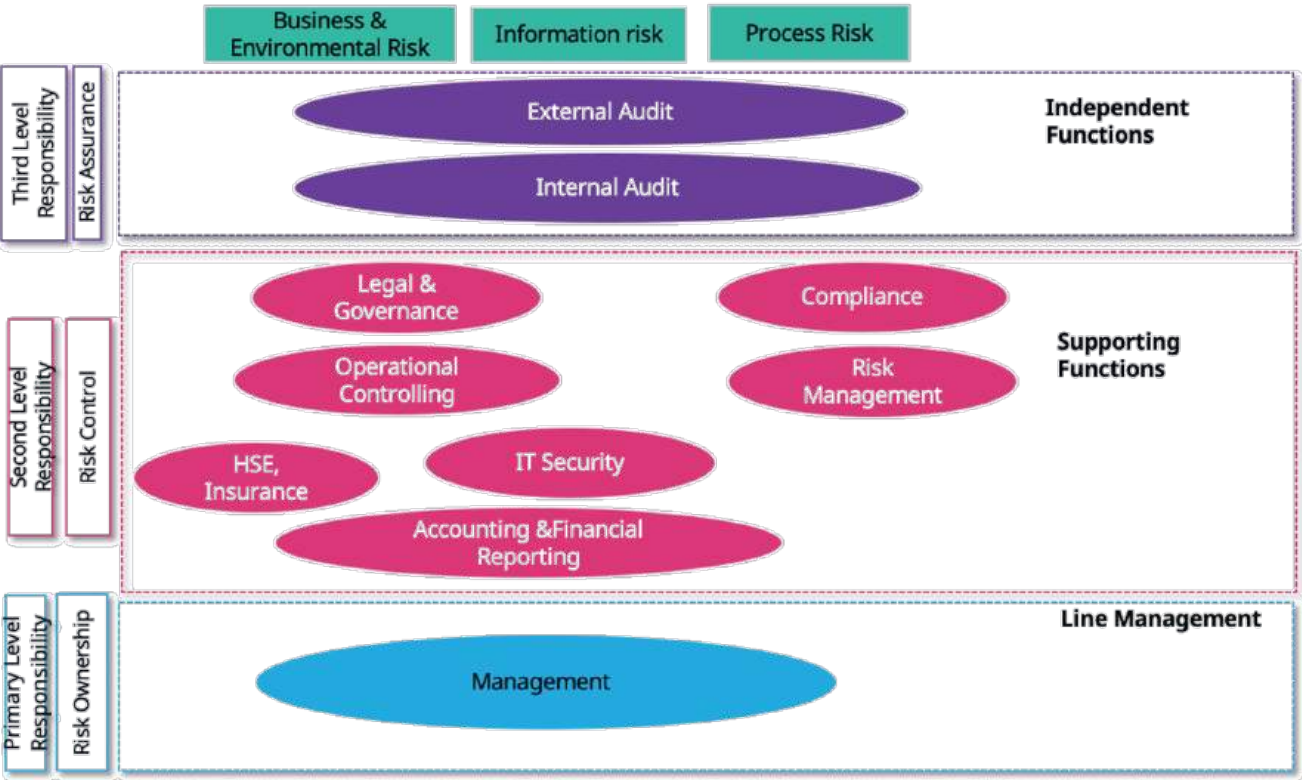 Business &
Environmental Risk
Information risk
Process Risk
Third Level
Responsibility
Risk Assurance
External Audit
Internal Audit
Independent
Functions
Second Level
Responsibility
Risk Control
Legal &
Governance
Compliance
Operational
Controlling
Risk
Management
Supporting
Functions
HSE,
Insurance
IT Security
Accounting &Financial
Reporting
Primary Level
Responsibility
Risk Ownership
Line Management
Management